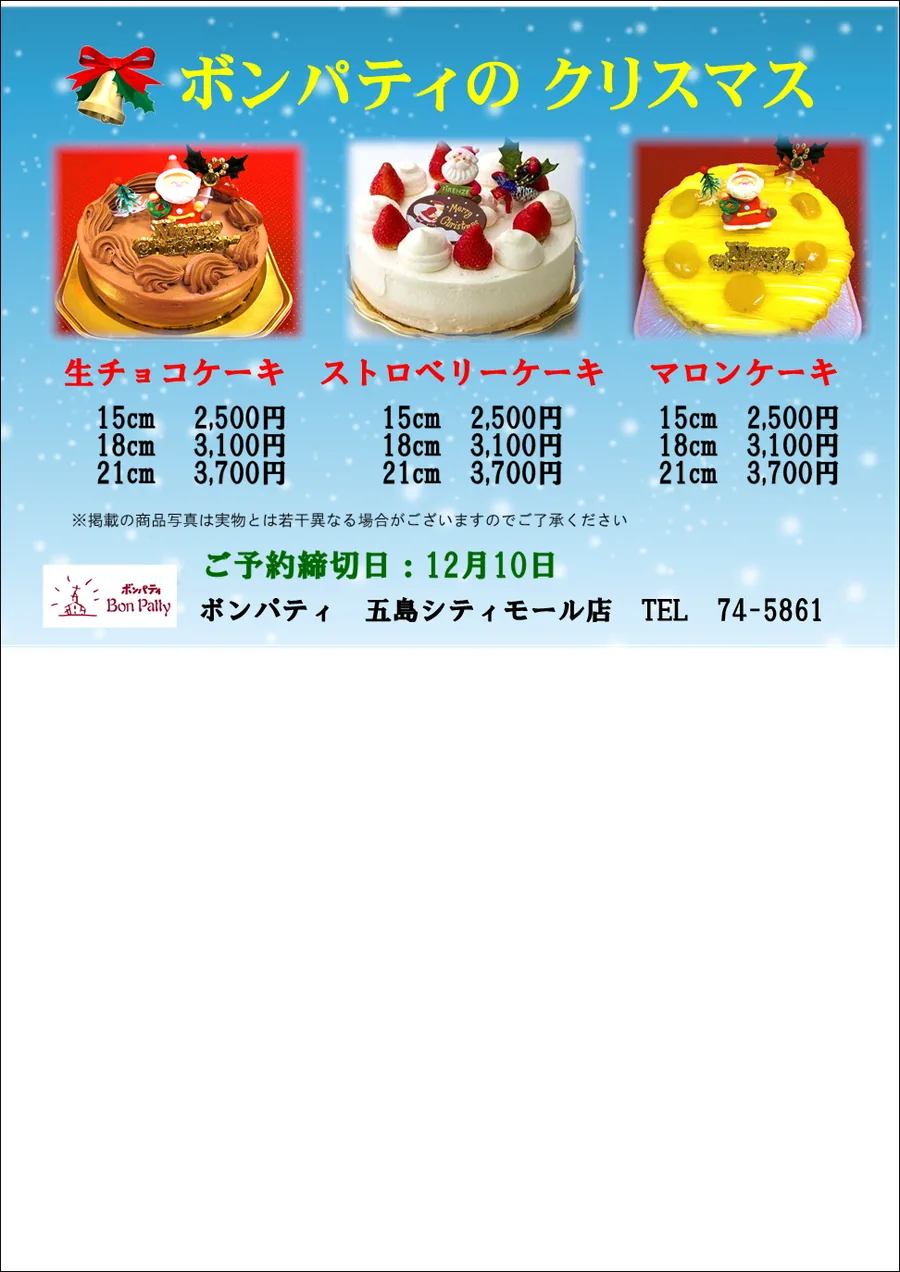 ボンパティの クリスマス
Merry
Christmas
FIRENZE
Merry
Christmas
Merry
Christmas
生チョコケーキ ストロベリーケーキ マロンケーキ
15cm 2,500円 15cm 2,500円 15cm 2,500円
18cm 3,100円 18cm 3,100円 18cm 3,100円
21cm 3,700円 21cm 3,700円 21cm 3,700円
※掲載の商品写真は実物とは若干異なる場合がございますのでご了承ください
ご予約締切日：12月10日
ボンパティ
Bon Patty
ボンパティ 五島シティモール店 TEL 74-5861